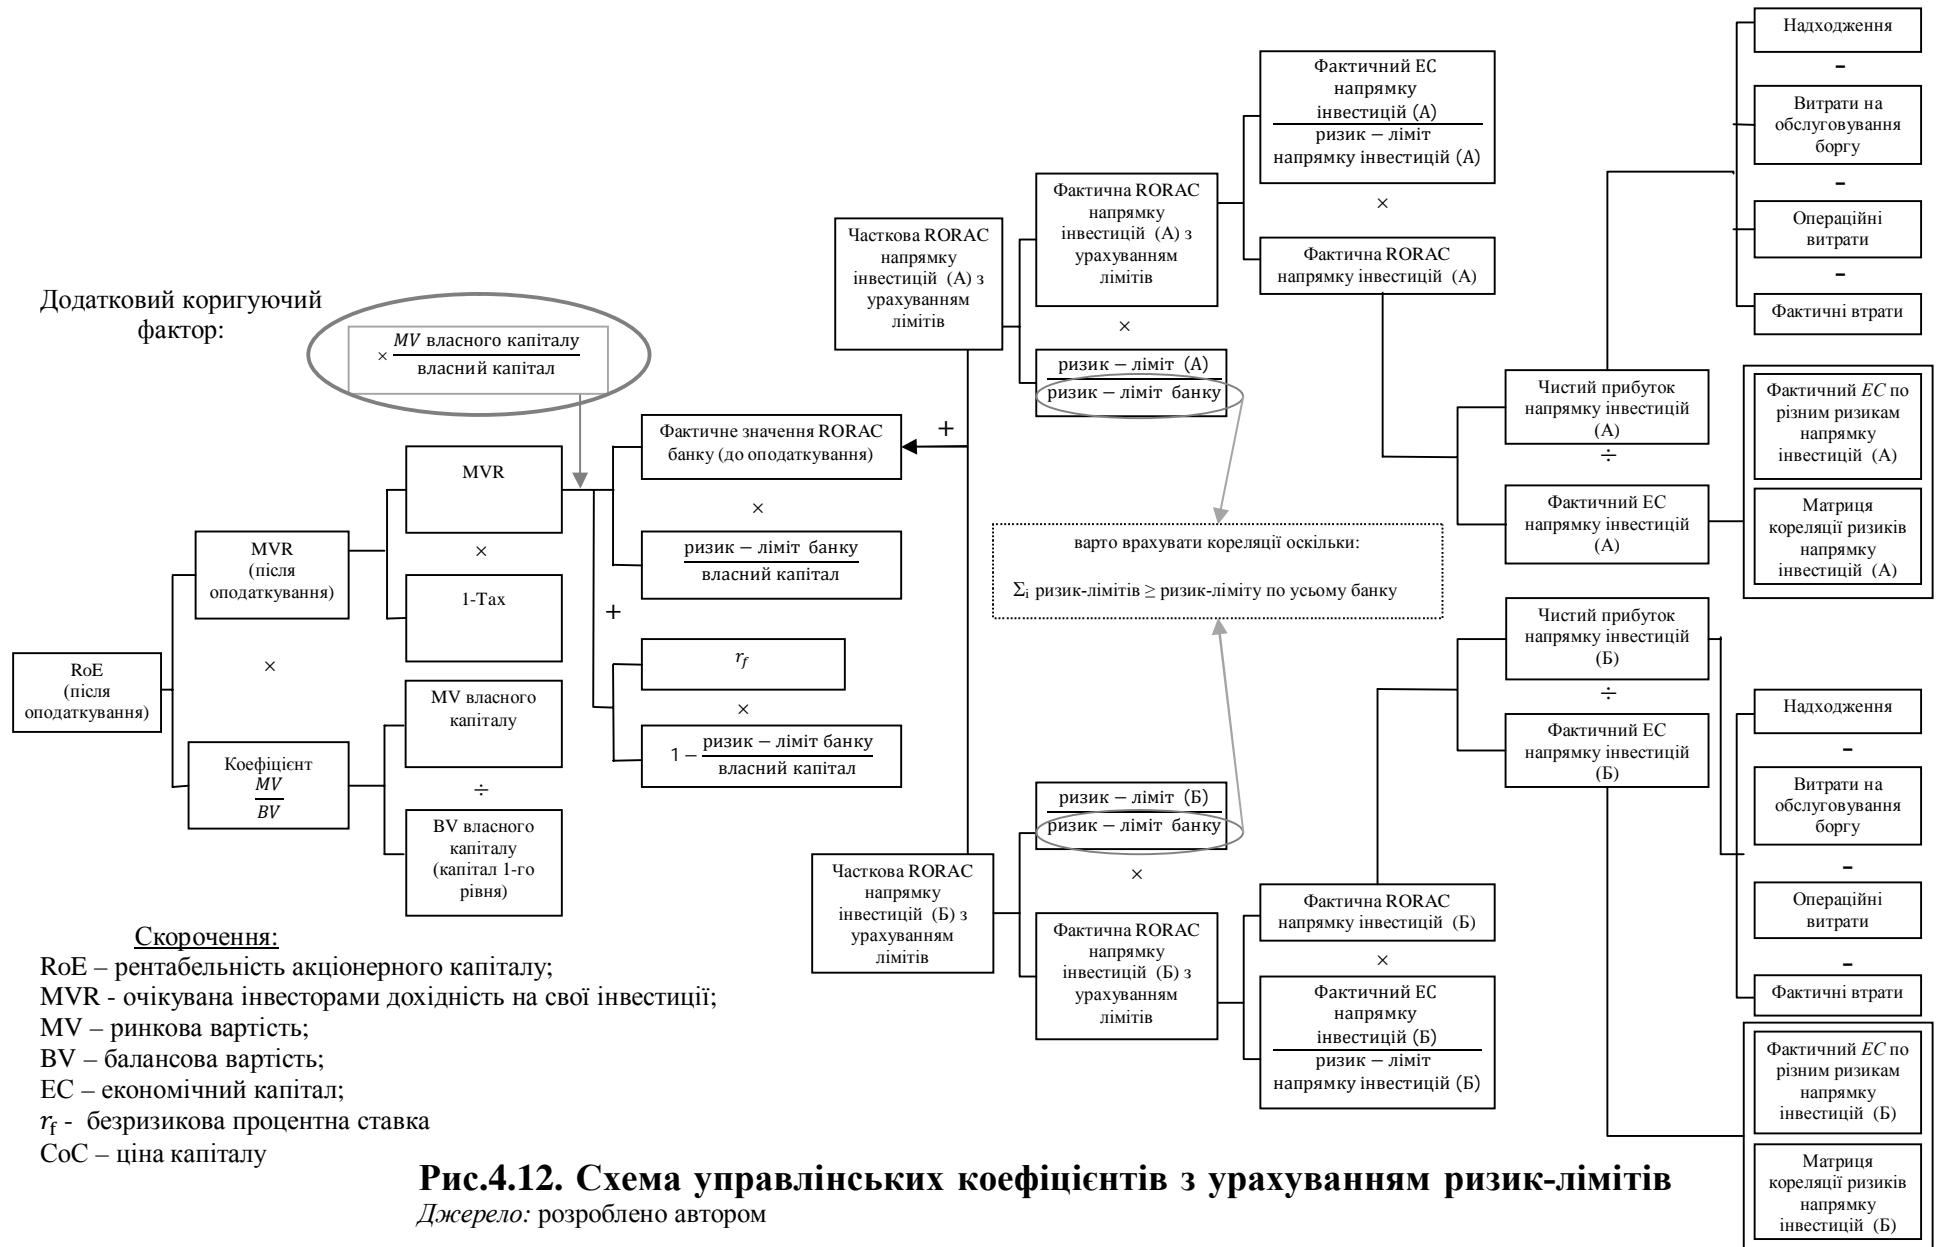 Додатковий коригуючий
фактор:
× MV власного капіталу
власний капітал
RoE
(після
оподаткування)
MVR
(після
оподаткування)
×
Коефіцієнт
MV
BV
MVR
×
1-Tax
MV власного
капіталу
÷
BV власного
капіталу
(капітал 1-го
рівня)
Фактичне значення RORAC
банку (до оподаткування)
×
ризик – ліміт банку
власний капітал
+
rf
×
1 – ризик – ліміт банку
власний капітал
+
Часткова RORAC
напрямку
інвестицій (А) з
урахуванням
лімітів
Фактична RORAC
напрямку
інвестицій (А) з
урахуванням
лімітів
×
ризик – ліміт (А)
ризик – ліміт банку
Фактичний ЕС
напрямку
інвестицій (А)
ризик – ліміт
напрямку інвестицій (А)
×
Фактична RORAC
напрямку інвестицій (А)
Чистий прибуток
напрямку інвестицій
(А)
÷
Фактичний ЕС
напрямку інвестицій
(А)
Надходження
–
Витрати на
обслуговування
боргу
–
Операційні
витрати
–
Фактичні втрати
Фактичний ЕС по
різним ризикам
напрямку
інвестицій (А)
Матриця
кореляції ризиків
напрямку
інвестицій (А)
варто врахувати кореляції оскільки:
Σi ризик-лімітів ≥ ризик-ліміту по усьому банку
Часткова RORAC
напрямку
інвестицій (Б) з
урахуванням
лімітів
ризик – ліміт (Б)
ризик – ліміт банку
×
Фактична RORAC
напрямку
інвестицій (Б) з
урахуванням
лімітів
Фактична RORAC
напрямку інвестицій (Б)
×
Фактичний ЕС
напрямку
інвестицій (Б)
ризик – ліміт
напрямку інвестицій (Б)
Чистий прибуток
напрямку інвестицій
(Б)
÷
Фактичний ЕС
напрямку інвестицій
(Б)
Надходження
–
Витрати на
обслуговування
боргу
–
Операційні
витрати
–
Фактичні втрати
Фактичний ЕС по
різним ризикам
напрямку
інвестицій (Б)
Матриця
кореляції ризиків
напрямку
інвестицій (Б)
Скорочення:
RoE – рентабельність акціонерного капіталу;
MVR - очікувана інвесторами дохідність на свої інвестиції;
MV – ринкова вартість;
BV – балансова вартість;
ЕС – економічний капітал;
rf - безризикова процентна ставка
CoC – ціна капіталу
Рис.4.12. Схема управлінських коефіцієнтів з урахуванням ризик-лімітів
Джерело: розроблено автором